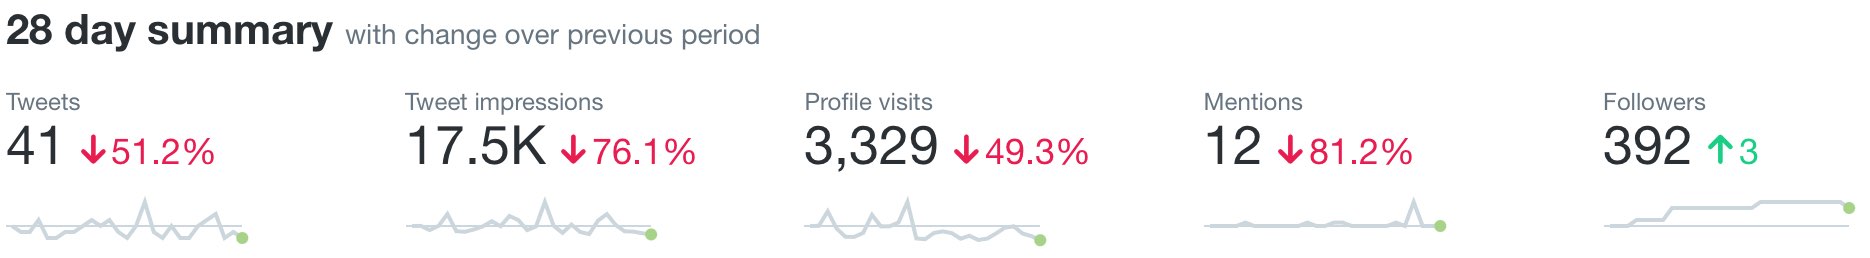 28 day summary with change over previous period
Tweets
41 ↓51.2%
Tweet impressions
17.5K ↓76.1%
Profile visits
3,329 ↓49.3%
Mentions
12 ↓81.2%
Followers
392 ↑3